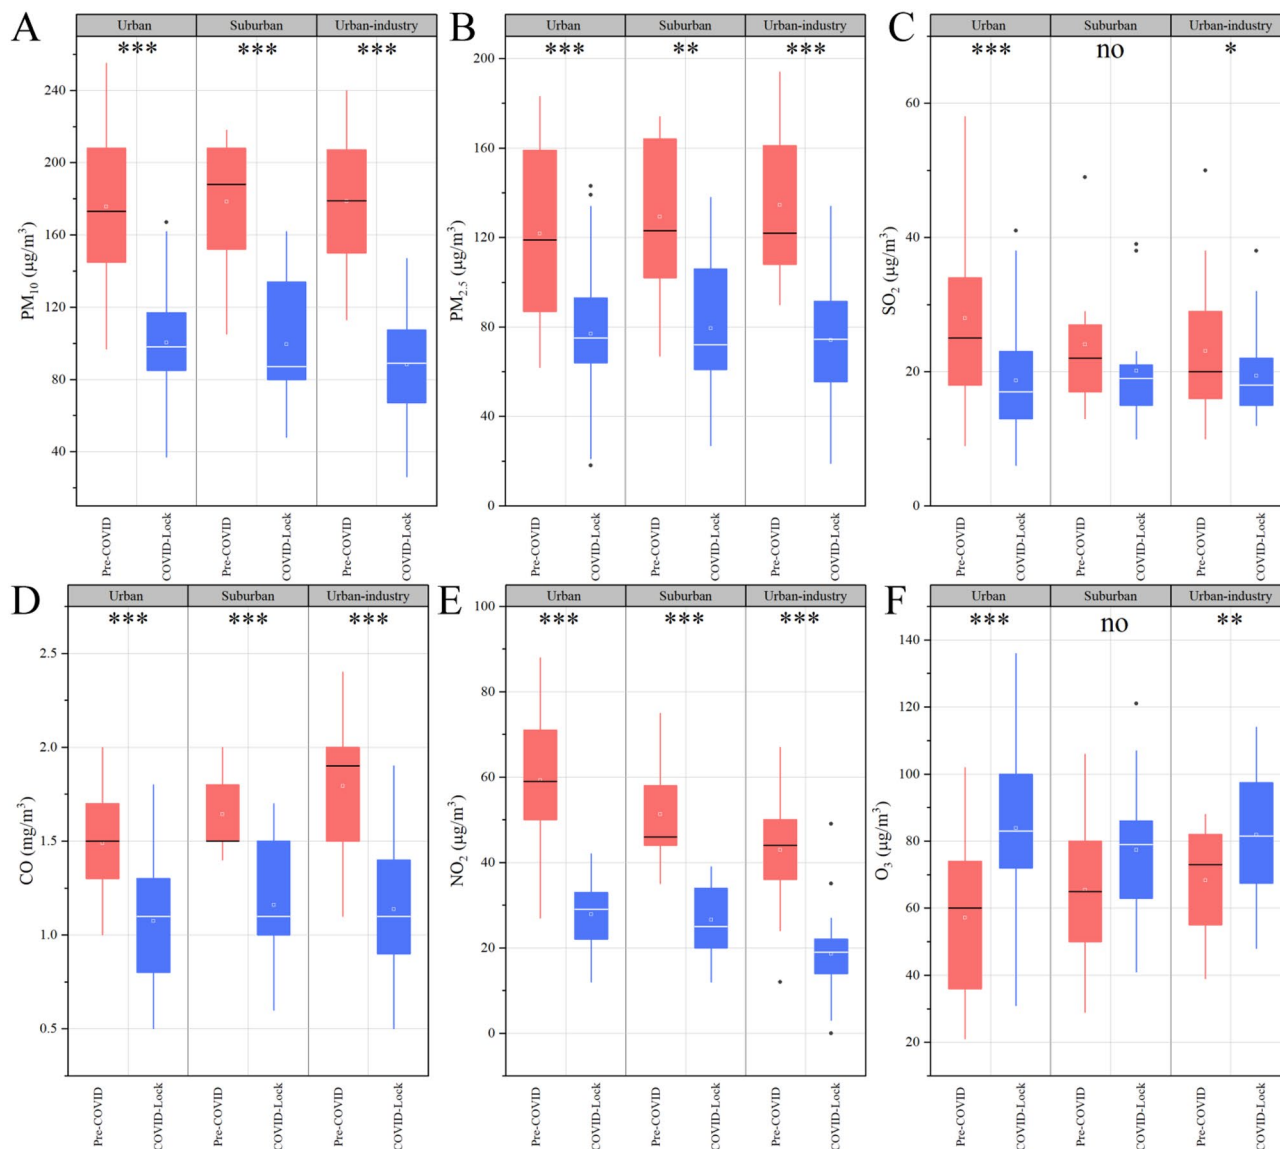 A
Urban Suburban Urban-industry
*** *** ***
PM10 (μg/m3)
240
200
160
120
80
40
Pre-COVID COVID-Lock Pre-COVID COVID-Lock Pre-COVID COVID-Lock
B
Urban Suburban Urban-industry
*** ** ***
PM2.5 (μg/m3)
200
160
120
80
40
0
Pre-COVID COVID-Lock Pre-COVID COVID-Lock Pre-COVID COVID-Lock
C
Urban Suburban Urban-industry
*** no *
SO2 (μg/m3)
60
40
20
0
Pre-COVID COVID-Lock Pre-COVID COVID-Lock Pre-COVID COVID-Lock
D
Urban Suburban Urban-industry
*** *** ***
CO (mg/m3)
2.5
2.0
1.5
1.0
0.5
Pre-COVID COVID-Lock Pre-COVID COVID-Lock Pre-COVID COVID-Lock
E
Urban Suburban Urban-industry
*** *** ***
NO2 (μg/m3)
100
80
60
40
20
0
Pre-COVID COVID-Lock Pre-COVID COVID-Lock Pre-COVID COVID-Lock
F
Urban Suburban Urban-industry
*** no **
O3 (μg/m3)
140
120
100
80
60
40
20
Pre-COVID COVID-Lock Pre-COVID COVID-Lock Pre-COVID COVID-Lock